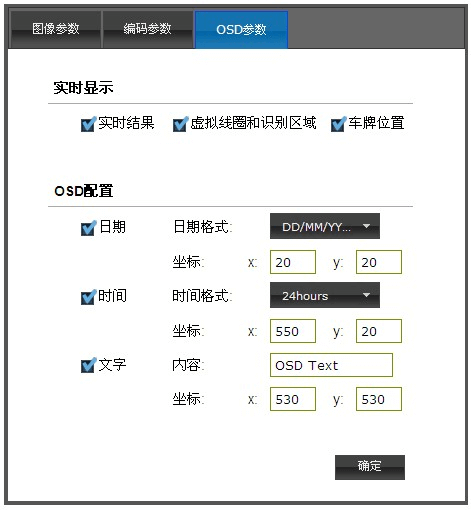 图像参数 编码参数 OSD参数
实时显示
实时结果 虚拟线圈和识别区域 车牌位置
OSD配置
日期 日期格式: DD/MM/YY...
坐标: x: 20 y: 20
时间 时间格式: 24hours
坐标: x: 550 y: 20
文字 内容: OSD Text
坐标: x: 530 y: 530
确定